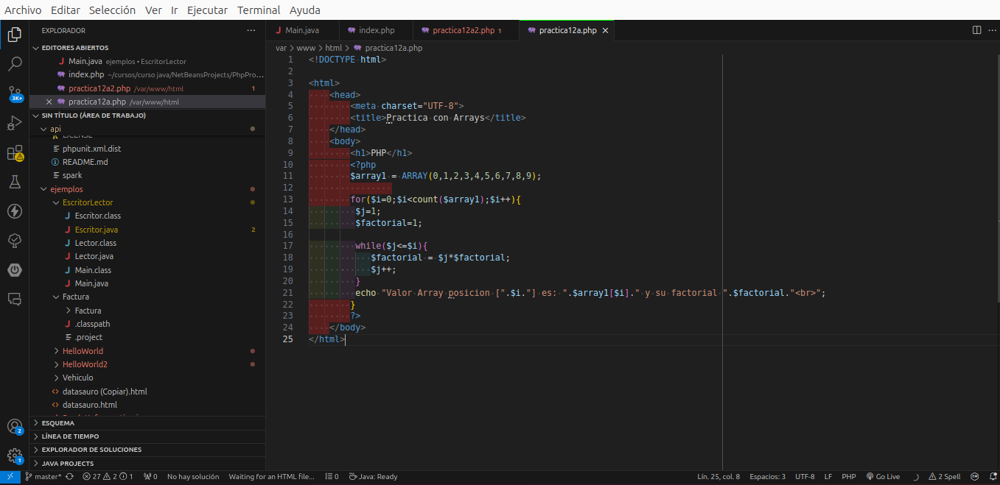 Archivo Editar Selección Ver Ir Ejecutar Terminal Ayuda
EXPLORADOR
Main.java
index.php
practica12a2.php 1
practica12a.php
EDITORES ABIERTOS
Main.java ejemplos • EscritorLector
index.php ~/cursos/curso java/NetBeansProjects/PhpPro...
practica12a2.php /var/www/html 1
practica12a.php /var/www/html
SIN TÍTULO (ÁREA DE TRABAJO)
api
LICENSE
phpunit.xml.dist
README.md
spark
ejemplos
EscritorLector
Escritor.class
Escritor.java 2
Lector.class
Lector.java
Main.class
Main.java
Factura
Factura
.classpath
.project
HelloWorld
HelloWorld2
Vehiculo
datasauro (Copiar).html
datasauro.html
ESQUEMA
LÍNEA DE TIEMPO
EXPLORADOR DE SOLUCIONES
JAVA PROJECTS
3K+
2
1
var > www > html > practica12a.php
1 <!DOCTYPE html>
2
3 <html>
4 <head>
5 <meta charset="UTF-8">
6 <title>Practica con Arrays</title>
7 </head>
8 <body>
9 <h1>PHP</h1>
10 <?php
11 $array1 = ARRAY(0,1,2,3,4,5,6,7,8,9);
12
13 for($i=0;$i<count($array1);$i++){
14 $j=1;
15 $factorial=1;
16
17 while($j<=$i){
18 $factorial = $j*$factorial;
19 $j++;
20 }
21 echo "Valor Array posicion [".$i."] es: ".$array1[$i]." y su factorial ".$factorial."<br>";
22 }
23 ?>
24 </body>
25 </html>
master* 27 2 1 0 No hay solución Waiting for an HTML file... 0 Java: Ready
Lín. 25, col. 8 Espacios: 3 UTF-8 LF PHP Go Live 2 Spell